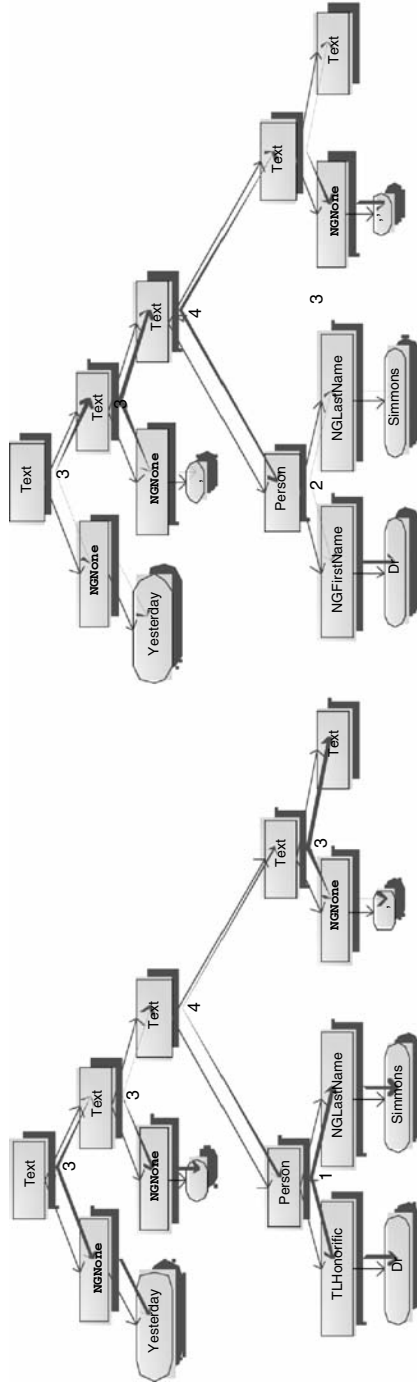 Text
3
NGNone Text
Yesterday 3
NGNone Text
,
4
Person Text
1 3
TLHonorific NGLastName NGNone Text
Dr Simmons ,
Text
3
NGNone Text
Yesterday 3
NGNone Text
,
4
Person Text
2 3
NGFirstName NGLastName NGNone Text
Dr Simmons ,